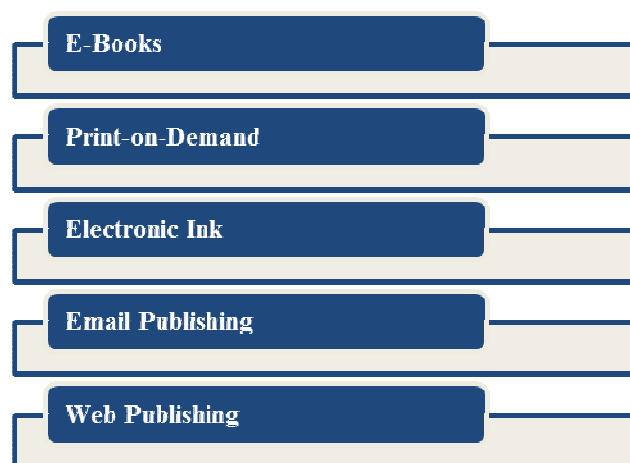 E-Books
Print-on-Demand
Electronic Ink
Email Publishing
Web Publishing